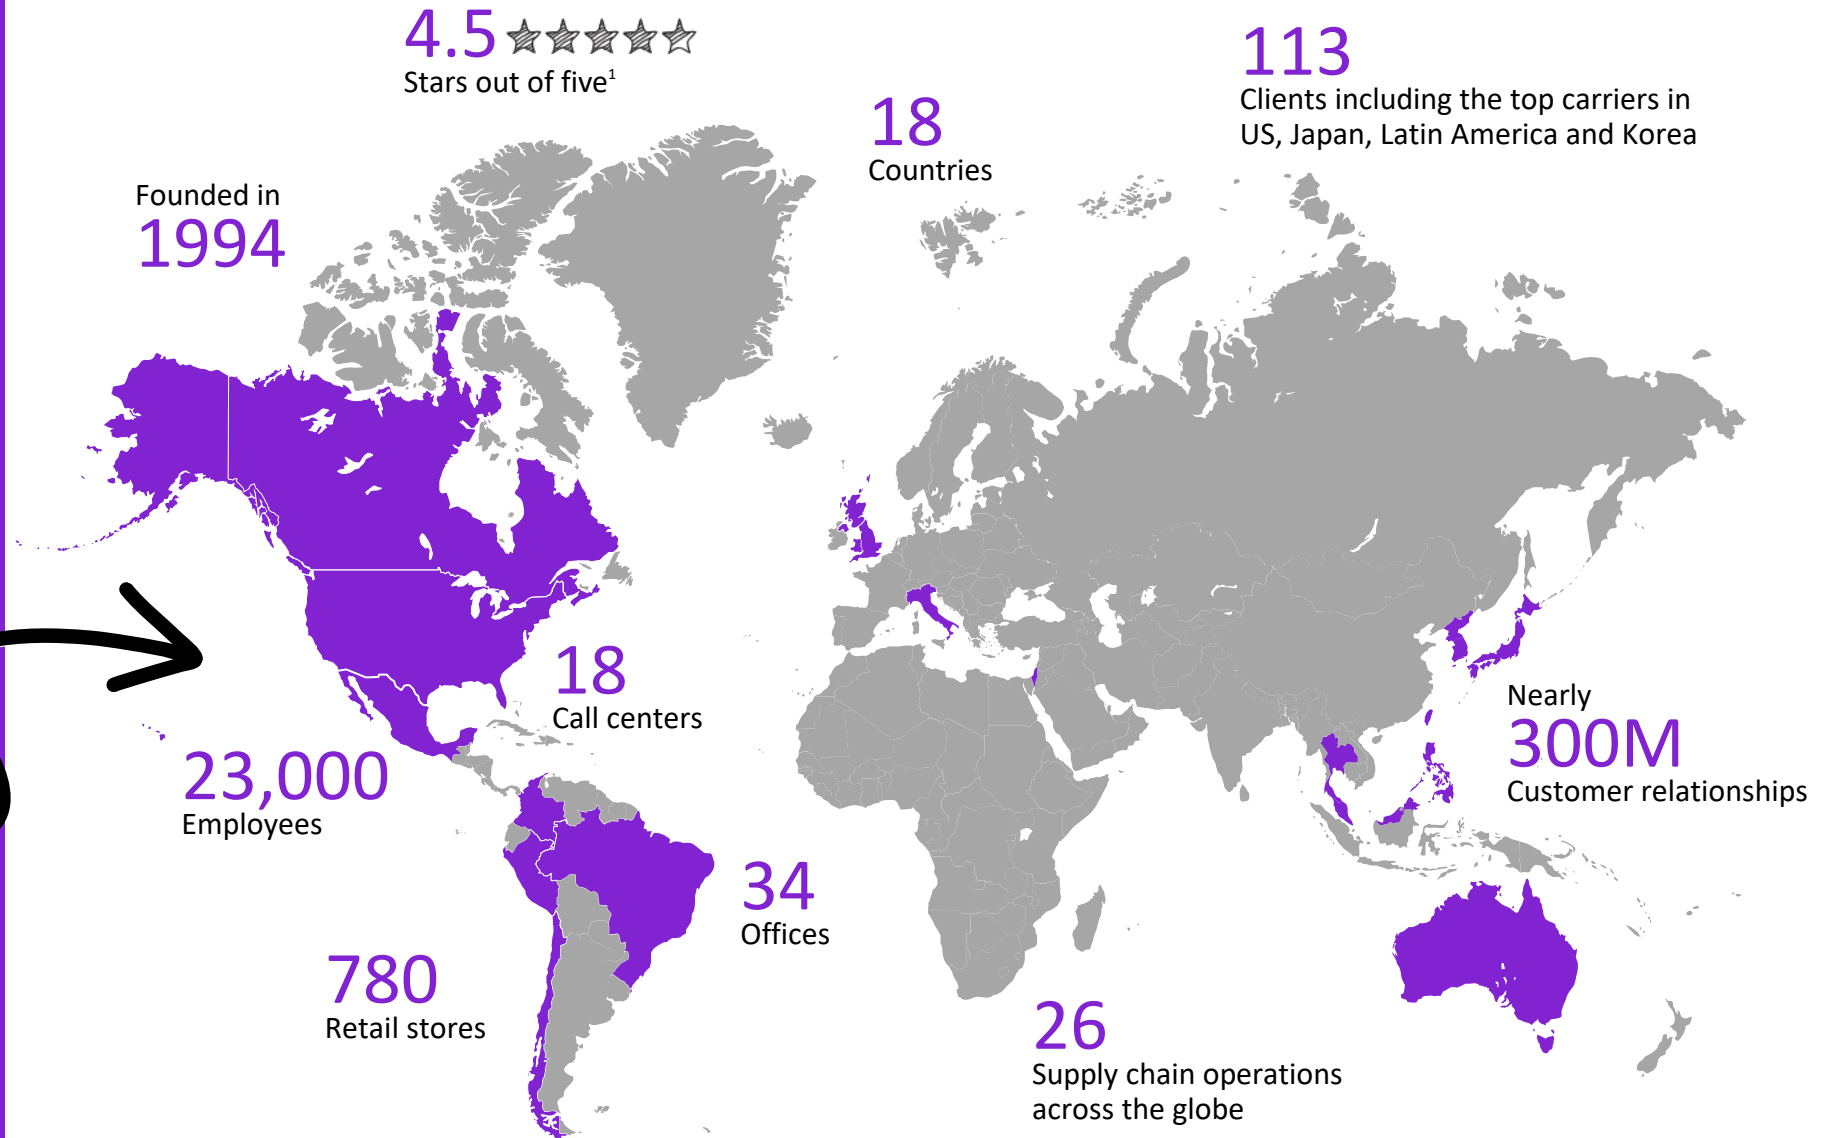 4.5
Stars out of five¹
113
Clients including the top carriers in
US, Japan, Latin America and Korea
18
Countries
Founded in
1994
18
Call centers
Nearly
300M
Customer relationships
23,000
Employees
34
Offices
780
Retail stores
26
Supply chain operations
across the globe